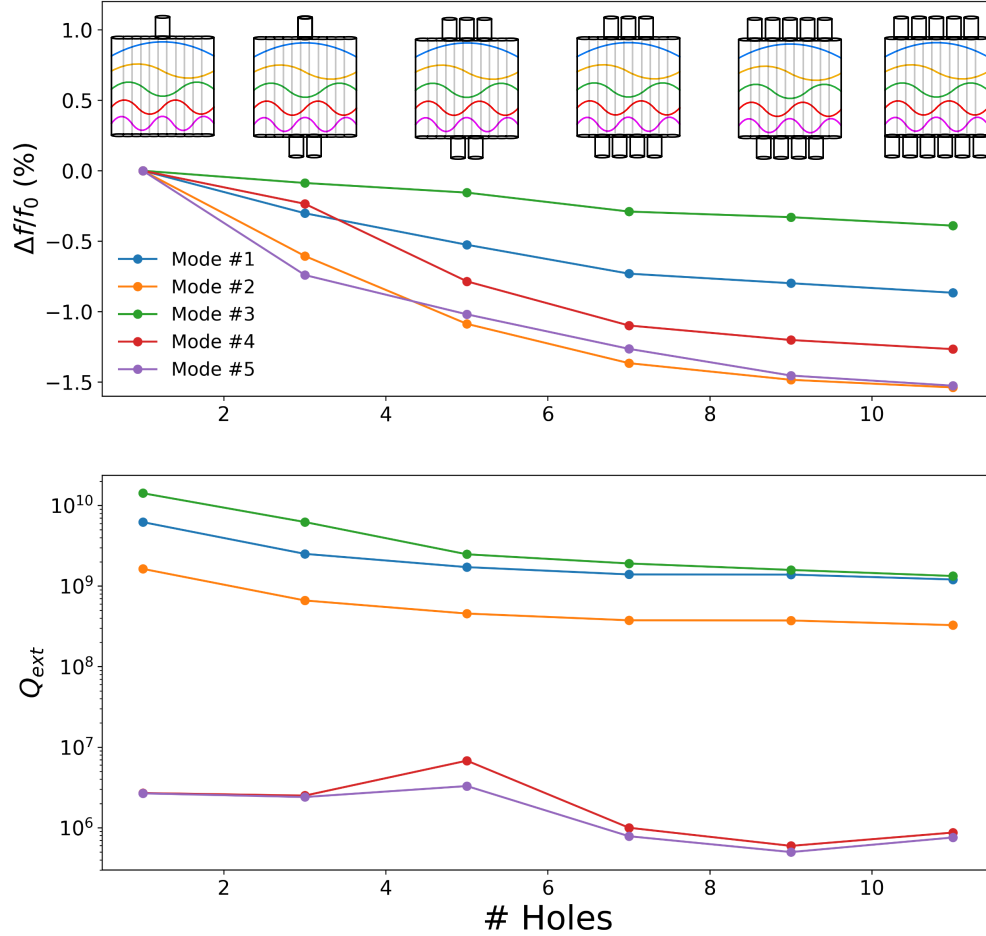 Δf/f₀ (%)
1.0
0.5
0.0
−0.5
−1.0
−1.5
Mode #1
Mode #2
Mode #3
Mode #4
Mode #5
2 4 6 8 10
Q_ext
10¹⁰
10⁹
10⁸
10⁷
10⁶
2 4 6 8 10
# Holes